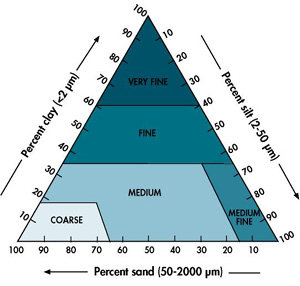 100
90
80
70
60
50
40
30
20
10
Percent clay (<2 µm)
10
20
30
40
50
60
70
80
90
100
Percent silt (2-50 µm)
VERY FINE
FINE
MEDIUM
MEDIUM
FINE
COARSE
100 90 80 70 60 50 40 30 20 10
Percent sand (50-2000 µm)